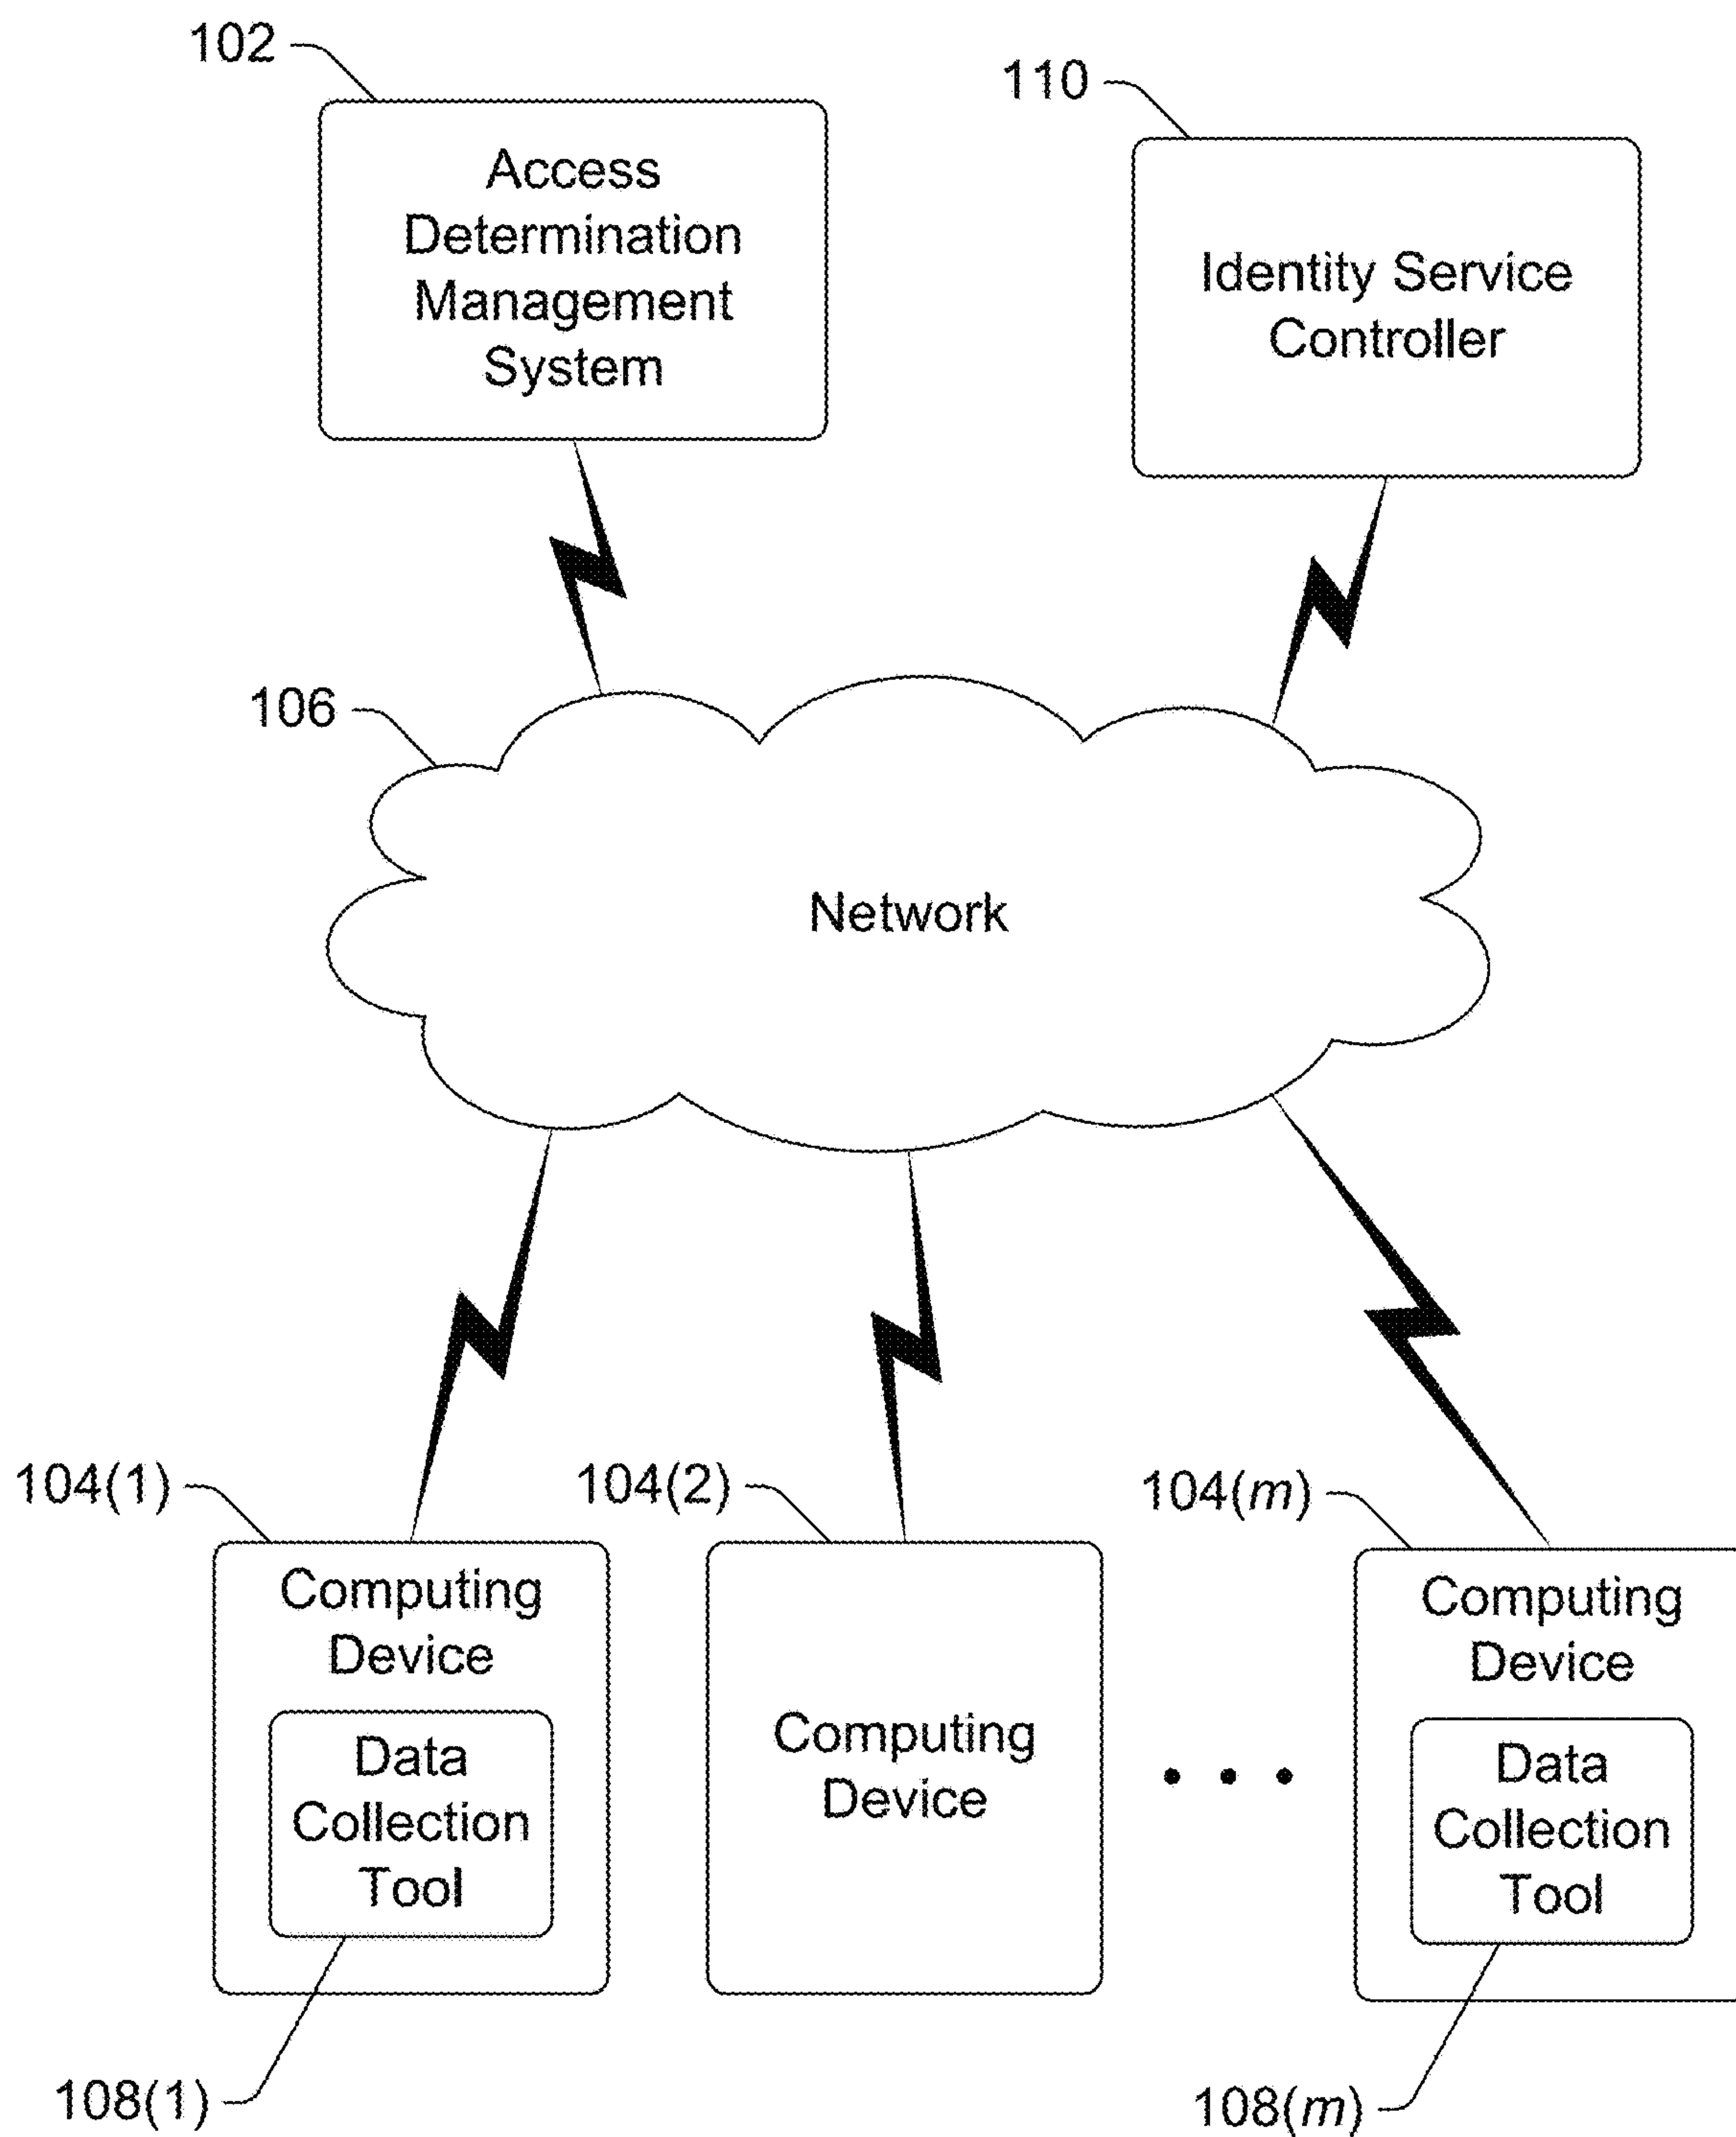 102
110
Access
Determination
Management
System
Identity Service
Controller
106
Network
104(1)
104(2)
104(m)
Computing
Device
Data
Collection
Tool
Computing
Device
Computing
Device
Data
Collection
Tool
108(1)
108(m)